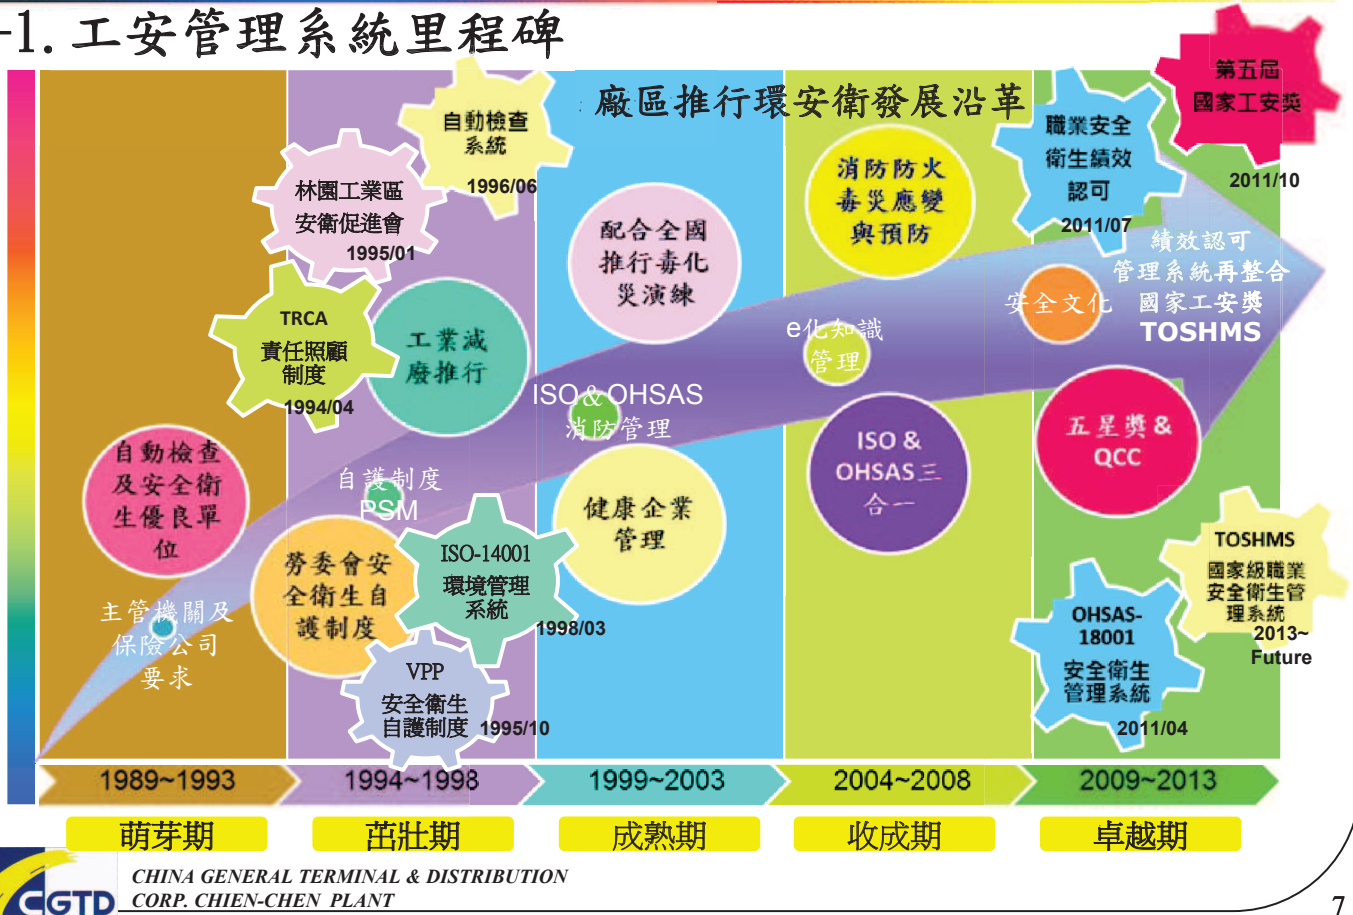 -1.工安管理系統里程碑
廠區推行環安衛發展沿革
第五屆
國家工安獎
2011/10
自動檢查
系統
1996/06
林園工業區
安衛促進會
1995/01
TRCA
責任照顧
制度
1994/04
工業減
廢推行
自動檢查
及安全衛
生優良單
位
主管機關及
保險公司
要求
自護制度
PSM
勞委會安
全衛生自
護制度
ISO-14001
環境管理
系統
1998/03
VPP
安全衛生
自護制度
1995/10
配合全國
推行毒化
災演練
ISO&OHSAS
消防管理
健康企業
管理
消防防火
毒災應變
與預防
e化知識
管理
ISO &
OHSAS三
合一
職業安全
衛生績效
認可
2011/07
安全文化
績效認可
管理系統再整合
國家工安獎
TOSHMS
五星獎&
QCC
OHSAS-
18001
安全衛生
管理系統
2011/04
TOSHMS
國家級職業
安全衛生管
理系統
2013~
Future
1989~1993
1994~1998
1999~2003
2004~2008
2009~2013
萌芽期
茁壯期
成熟期
收成期
卓越期
CGTD
CHINA GENERAL TERMINAL & DISTRIBUTION
CORP. CHIEN-CHEN PLANT
7